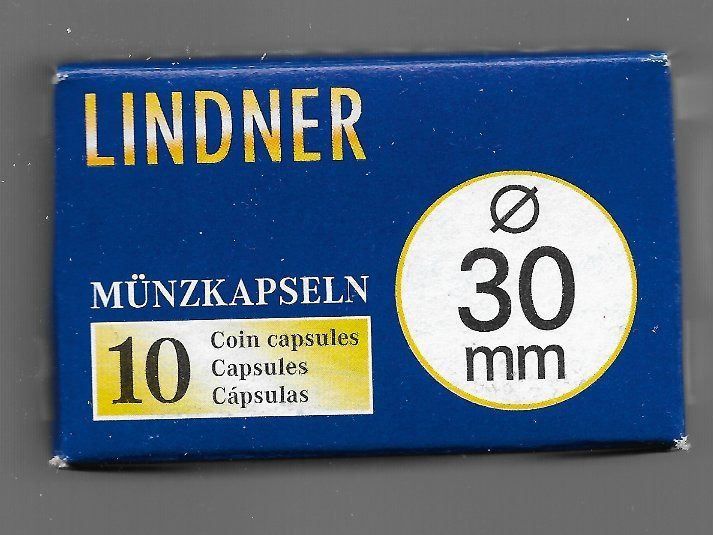 LINDNER
MÜNZKAPSELN
10
Coin capsules
Capsules
Cápsulas
Ø
30
mm